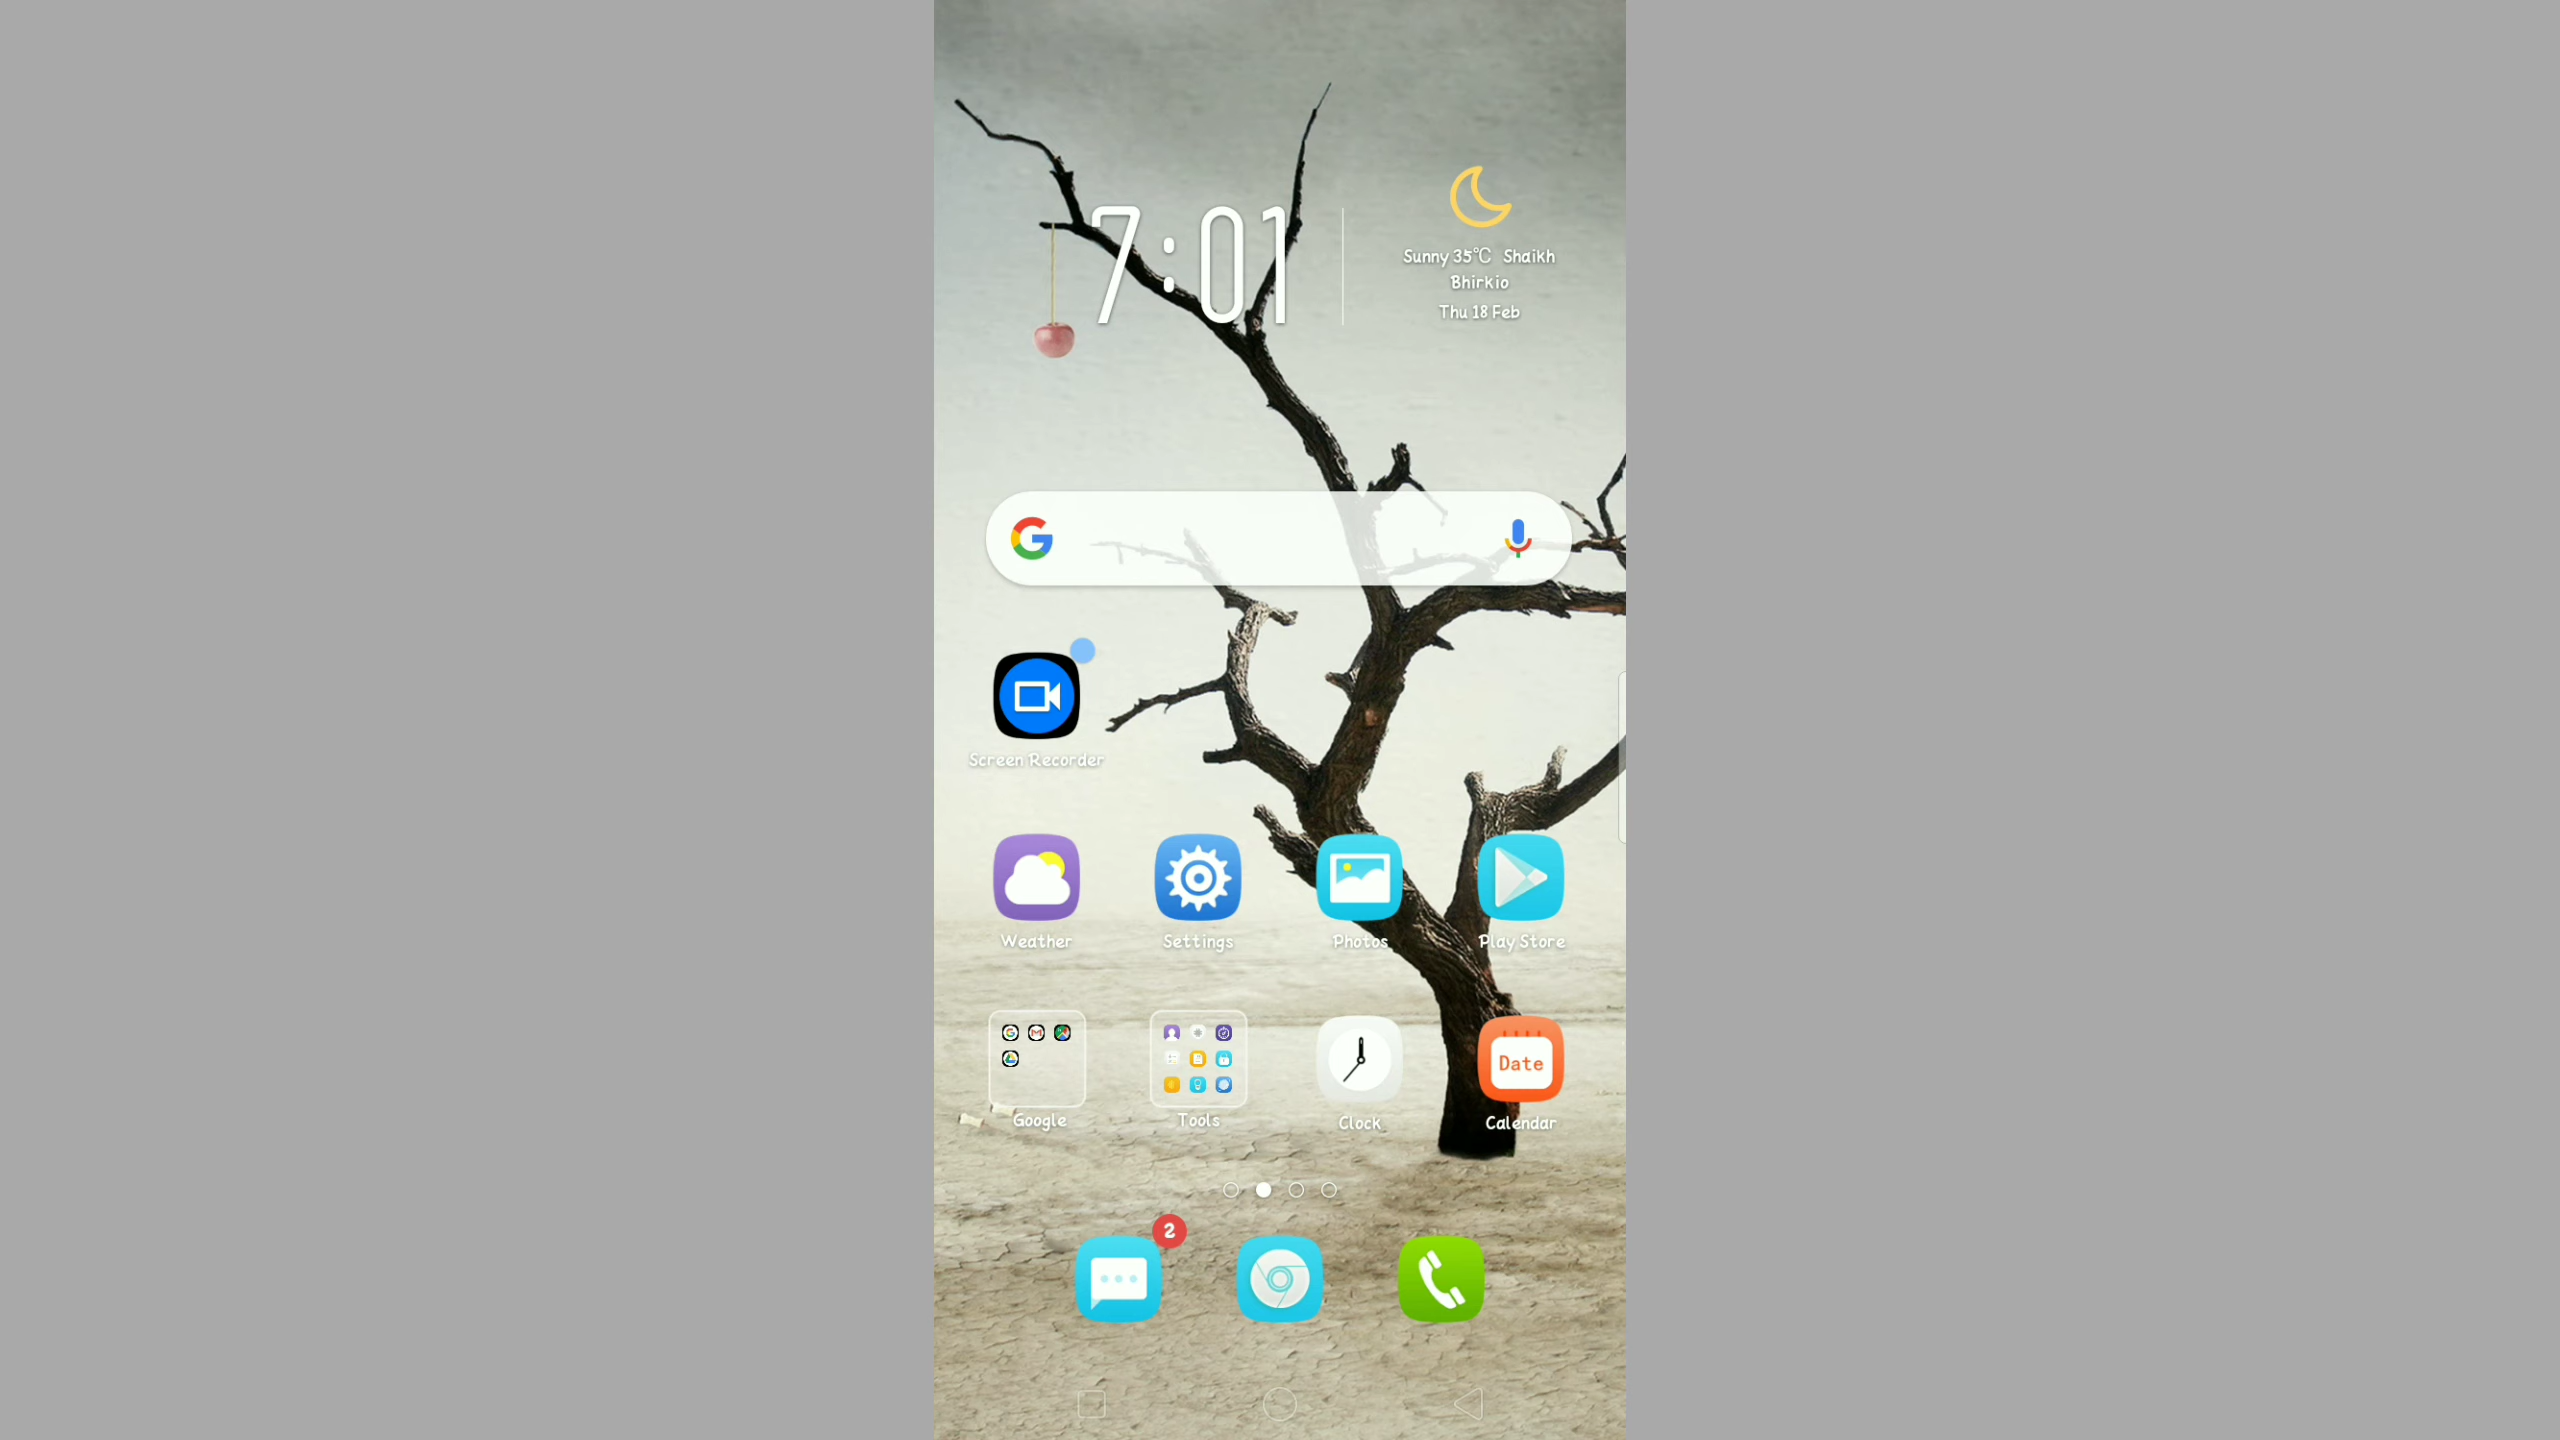 7:01
Sunny 35℃ Shaikh
Bhirkio
Thu 18 Feb
Screen Recorder
Weather
Settings
Photos
Play Store
Google
Tools
Clock
Date
Calendar
2